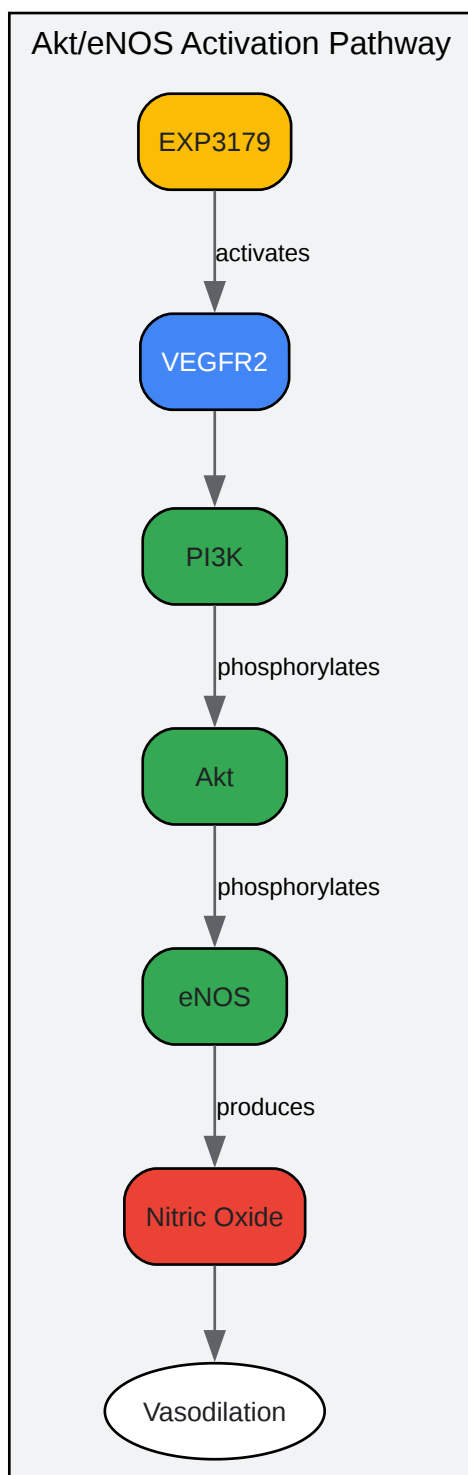 Akt/eNOS Activation Pathway
EXP3179
activates
VEGFR2
PI3K
phosphorylates
Akt
phosphorylates
eNOS
produces
Nitric Oxide
Vasodilation